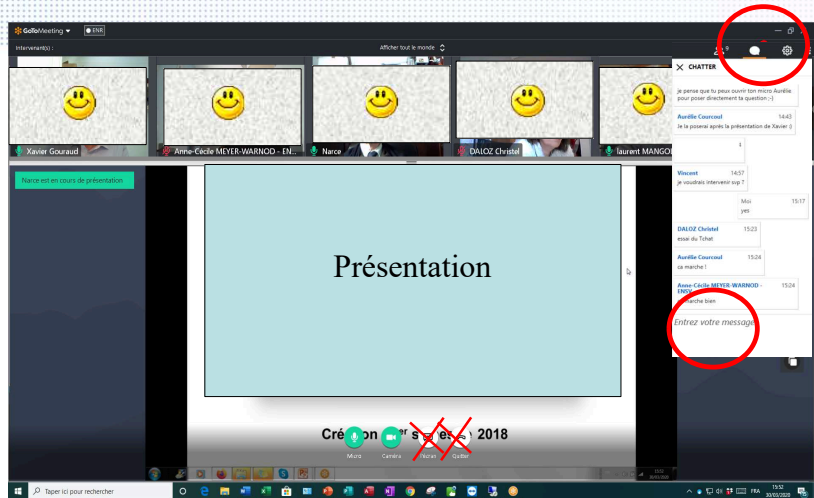 GoToMeeting
ENR
Intervenant(s) :
Afficher tout le monde
9
CHATTER
Xavier Gouraud
Anne-Cécile MEYER-WARNOD - EN...
Narce
DALOZ Christel
laurent MANGO
Narce est en cours de présentation
Présentation
je pense que tu peux ouvrir ton micro Aurélie
pour poser directement ta question ;-)
Aurélie Courcoul 14:43
Je la poserai après la présentation de Xavier :)
Vincent 14:57
je voudrais intervenir svp ?
Moi 15:17
yes
DALOZ Christel 15:23
essai du Tchat
Aurélie Courcoul 15:24
ca marche !
Anne-Cécile MEYER-WARNOD - 15:24
ENSV
marche bien
Entrez votre message
2018
Micro
Caméra
Écran
Quitter
Taper ici pour rechercher
FRA
15:52
30/03/2020